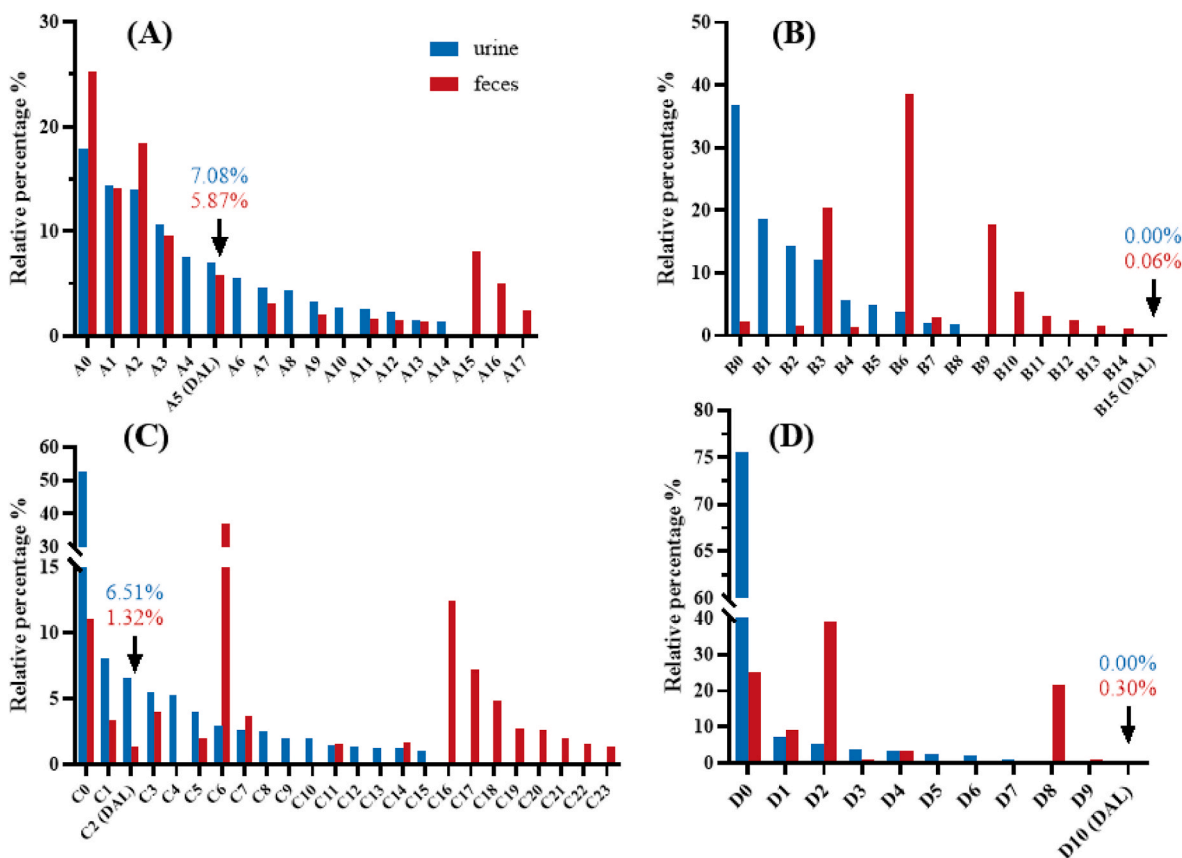 (A)
urine
feces
Relative percentage %
30
20
10
0
7.08%
5.87%
A0 A1 A2 A3 A4 A5 (DAL) A6 A7 A8 A9 A10 A11 A12 A13 A14 A15 A16 A17
(B)
Relative percentage %
50
40
30
20
10
0
0.00%
0.06%
B0 B1 B2 B3 B4 B5 B6 B7 B8 B9 B10 B11 B12 B13 B14 B15 (DAL)
(C)
Relative percentage %
60
50
40
30
15
10
5
0
6.51%
1.32%
C0 C1 C2 (DAL) C3 C4 C5 C6 C7 C8 C9 C10 C11 C12 C13 C14 C15 C16 C17 C18 C19 C20 C21 C22 C23
(D)
Relative percentage %
80
75
70
65
60
40
30
20
10
0
0.00%
0.30%
D0 D1 D2 D3 D4 D5 D6 D7 D8 D9 D10 (DAL)